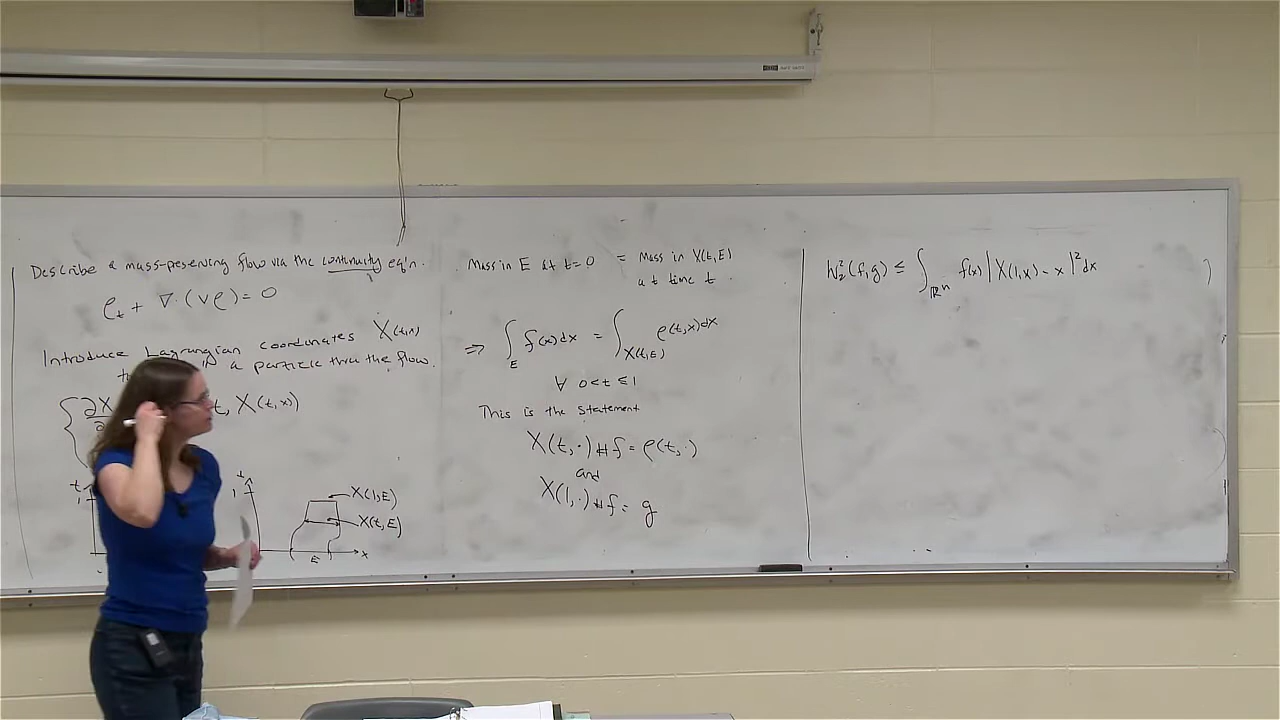 Describe a mass-preserving flow via the continuity eq'n.
ρ_t + ∇·(vρ) = 0
Introduce Lagrangian coordinates X(t,x)
a particle thru the flow.
t, X(t,x)
t
1
t
1
X(1,E)
X(t,E)
E
x
Mass in E at t=0 = Mass in X(t,E)
at time t.
⇒ ∫_E f(x)dx = ∫_{X(t,E)} ρ(t,x)dx
∀ 0<t≤1
This is the statement
X(t,·)#f = ρ(t,·)
and
X(1,·)#f = g
W_2^2(f,g) ≤ ∫_{ℝ^n} f(x)|X(1,x)-x|^2 dx